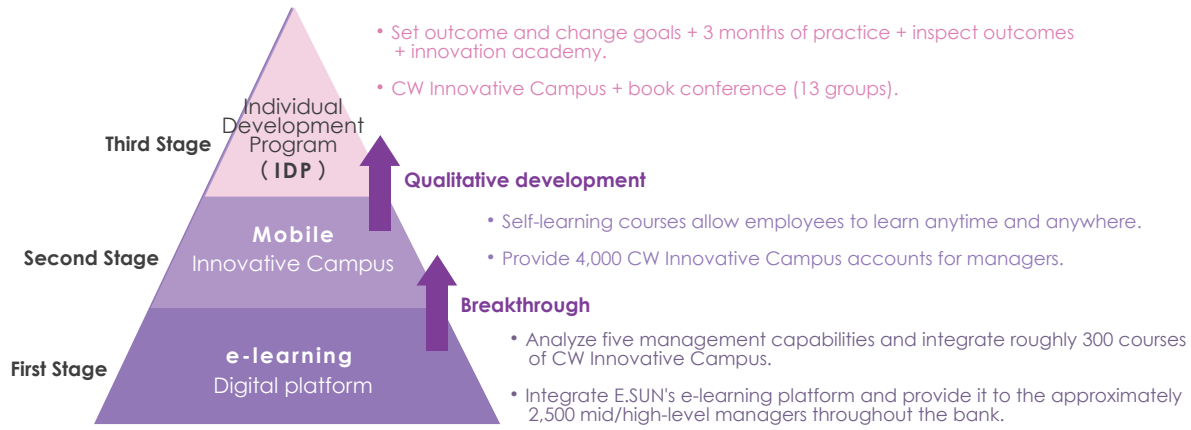 • Set outcome and change goals + 3 months of practice + inspect outcomes
+ innovation academy.
• CW Innovative Campus + book conference (13 groups).
Individual
Development
Program
( IDP )
Third Stage
Qualitative development
• Self-learning courses allow employees to learn anytime and anywhere.
• Provide 4,000 CW Innovative Campus accounts for managers.
Mobile
Innovative Campus
Second Stage
Breakthrough
• Analyze five management capabilities and integrate roughly 300 courses
of CW Innovative Campus.
• Integrate E.SUN's e-learning platform and provide it to the approximately
2,500 mid/high-level managers throughout the bank.
e-learning
Digital platform
First Stage